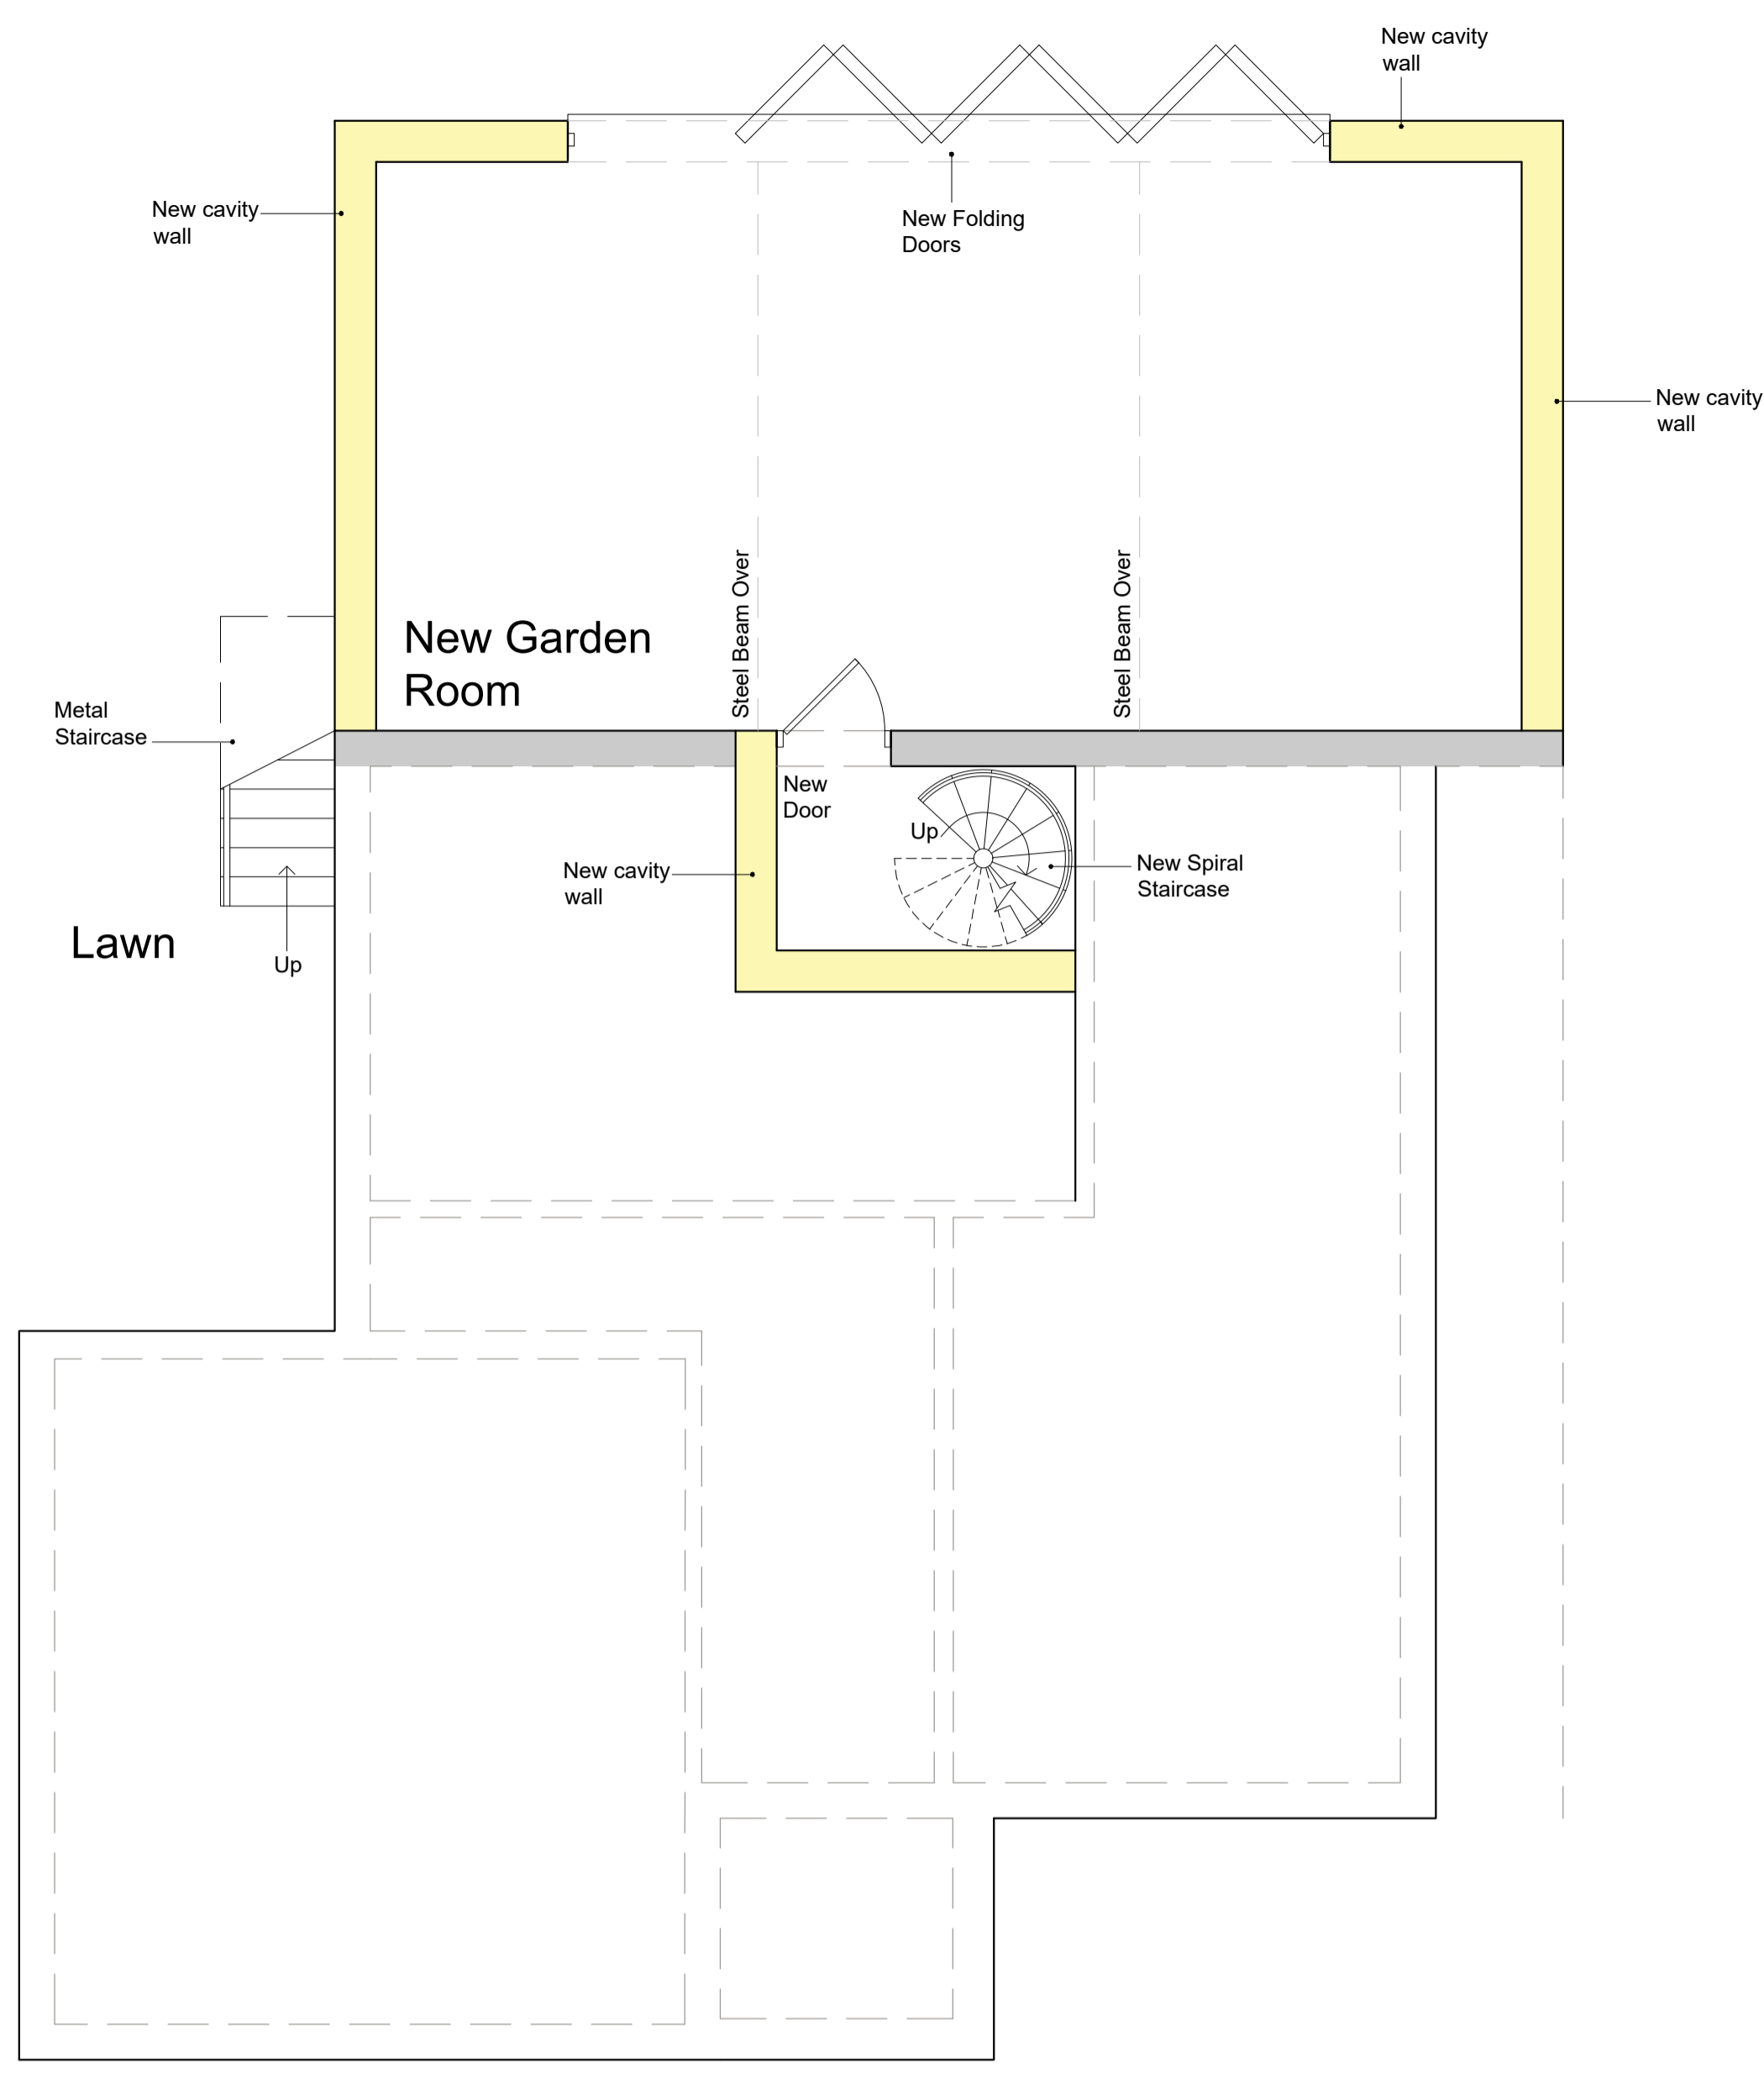 New cavity
wall
New cavity
wall
New Folding
Doors
New cavity
wall
Steel Beam Over
Steel Beam Over
New Garden
Room
Metal
Staircase
New
Door
Up
New cavity
wall
New Spiral
Staircase
Lawn
Up